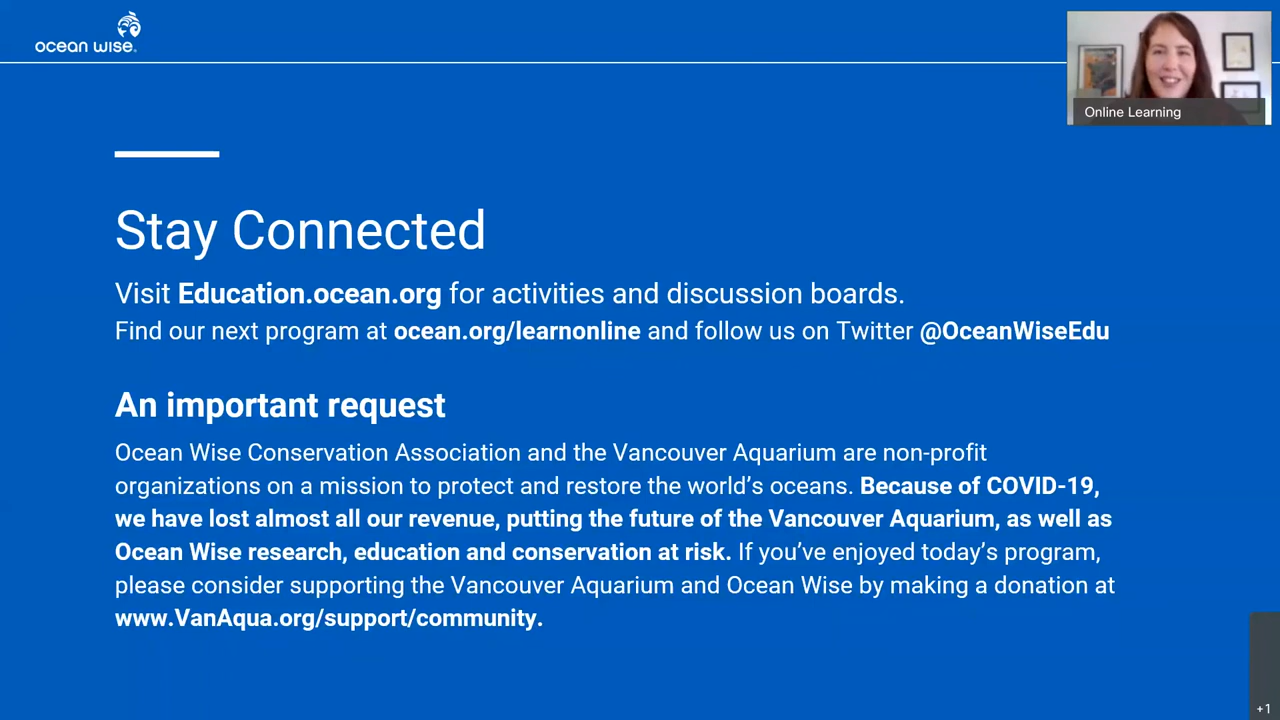 ocean wise
Online Learning
Stay Connected
Visit Education.ocean.org for activities and discussion boards.
Find our next program at ocean.org/learnonline and follow us on Twitter @OceanWiseEdu
An important request
Ocean Wise Conservation Association and the Vancouver Aquarium are non-profit
organizations on a mission to protect and restore the world’s oceans. Because of COVID-19,
we have lost almost all our revenue, putting the future of the Vancouver Aquarium, as well as
Ocean Wise research, education and conservation at risk. If you’ve enjoyed today’s program,
please consider supporting the Vancouver Aquarium and Ocean Wise by making a donation at
www.VanAqua.org/support/community.
+1